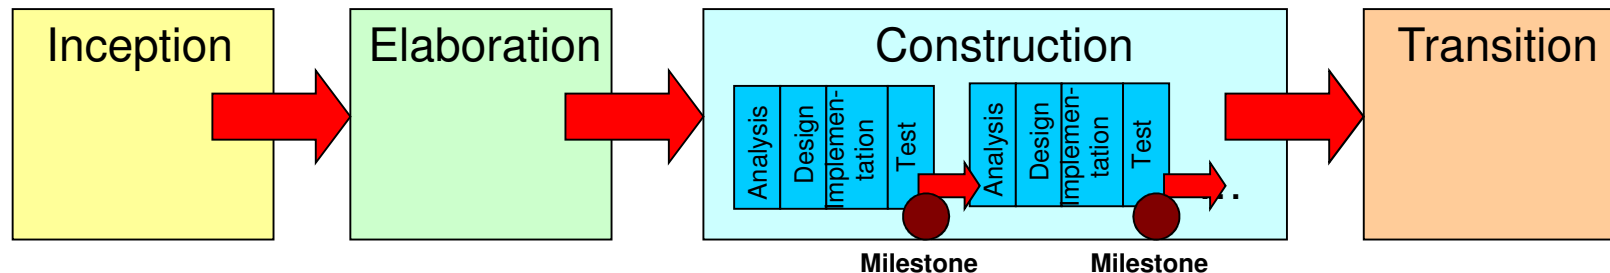 Inception
Elaboration
Construction
Transition
Analysis
Design
Implemen-
tation
Test
Analysis
Design
Implemen-
tation
Test
...
Milestone
Milestone